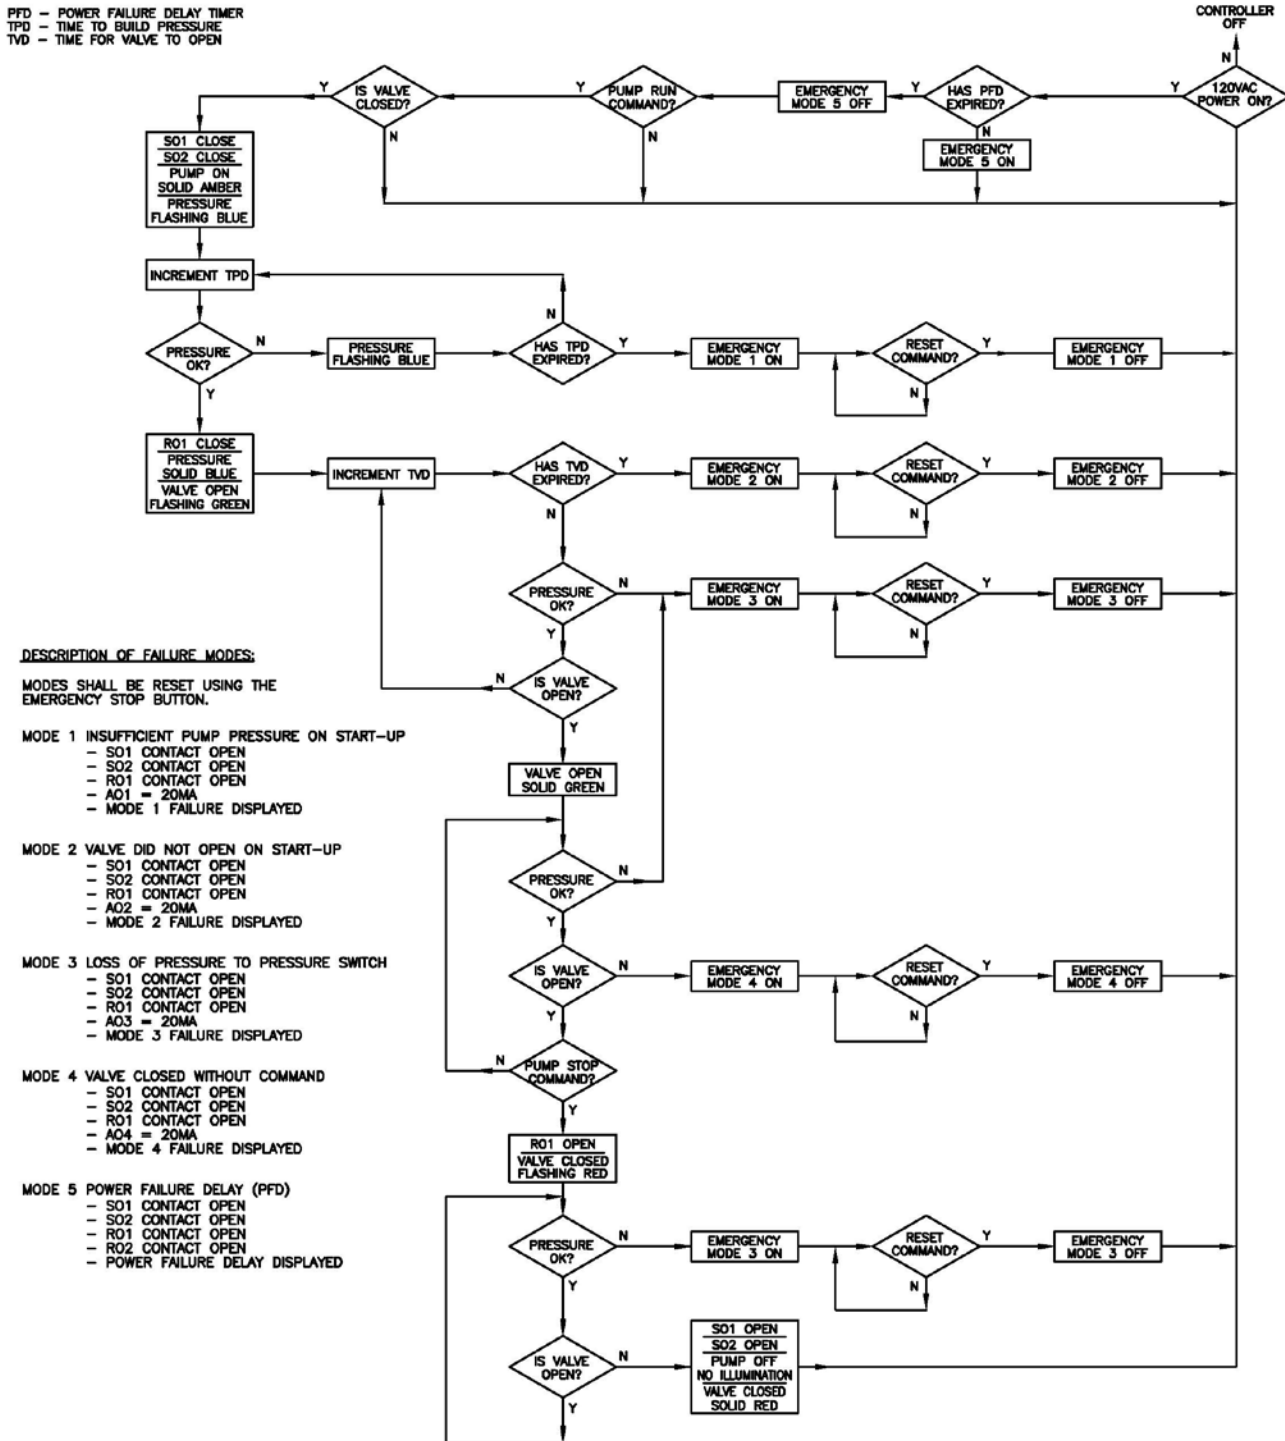 PFD – POWER FAILURE DELAY TIMER
TPD – TIME TO BUILD PRESSURE
TVD – TIME FOR VALVE TO OPEN
CONTROLLER
OFF
N
120VAC
POWER ON?
Y
HAS PFD
EXPIRED?
Y
N
EMERGENCY
MODE 5 OFF
EMERGENCY
MODE 5 ON
PUMP RUN
COMMAND?
Y
N
IS VALVE
CLOSED?
Y
N
SO1 CLOSE
SO2 CLOSE
PUMP ON
SOLID AMBER
PRESSURE
FLASHING BLUE
INCREMENT TPD
PRESSURE
OK?
N
Y
PRESSURE
FLASHING BLUE
HAS TPD
EXPIRED?
N
Y
EMERGENCY
MODE 1 ON
RESET
COMMAND?
Y
N
EMERGENCY
MODE 1 OFF
RO1 CLOSE
PRESSURE
SOLID BLUE
VALVE OPEN
FLASHING GREEN
INCREMENT TVD
HAS TVD
EXPIRED?
Y
N
EMERGENCY
MODE 2 ON
RESET
COMMAND?
Y
N
EMERGENCY
MODE 2 OFF
PRESSURE
OK?
N
Y
EMERGENCY
MODE 3 ON
RESET
COMMAND?
Y
N
EMERGENCY
MODE 3 OFF
IS VALVE
OPEN?
N
Y
VALVE OPEN
SOLID GREEN
PRESSURE
OK?
N
Y
IS VALVE
OPEN?
N
Y
EMERGENCY
MODE 4 ON
RESET
COMMAND?
Y
N
EMERGENCY
MODE 4 OFF
PUMP STOP
COMMAND?
N
Y
RO1 OPEN
VALVE CLOSED
FLASHING RED
PRESSURE
OK?
N
Y
EMERGENCY
MODE 3 ON
RESET
COMMAND?
Y
N
EMERGENCY
MODE 3 OFF
IS VALVE
OPEN?
N
Y
SO1 OPEN
SO2 OPEN
PUMP OFF
NO ILLUMINATION
VALVE CLOSED
SOLID RED
DESCRIPTION OF FAILURE MODES:
MODES SHALL BE RESET USING THE
EMERGENCY STOP BUTTON.
MODE 1 INSUFFICIENT PUMP PRESSURE ON START–UP
– SO1 CONTACT OPEN
– SO2 CONTACT OPEN
– RO1 CONTACT OPEN
– AO1 = 20MA
– MODE 1 FAILURE DISPLAYED
MODE 2 VALVE DID NOT OPEN ON START–UP
– SO1 CONTACT OPEN
– SO2 CONTACT OPEN
– RO1 CONTACT OPEN
– AO2 = 20MA
– MODE 2 FAILURE DISPLAYED
MODE 3 LOSS OF PRESSURE TO PRESSURE SWITCH
– SO1 CONTACT OPEN
– SO2 CONTACT OPEN
– RO1 CONTACT OPEN
– AO3 = 20MA
– MODE 3 FAILURE DISPLAYED
MODE 4 VALVE CLOSED WITHOUT COMMAND
– SO1 CONTACT OPEN
– SO2 CONTACT OPEN
– RO1 CONTACT OPEN
– AO4 = 20MA
– MODE 4 FAILURE DISPLAYED
MODE 5 POWER FAILURE DELAY (PFD)
– SO1 CONTACT OPEN
– SO2 CONTACT OPEN
– RO1 CONTACT OPEN
– RO2 CONTACT OPEN
– POWER FAILURE DELAY DISPLAYED